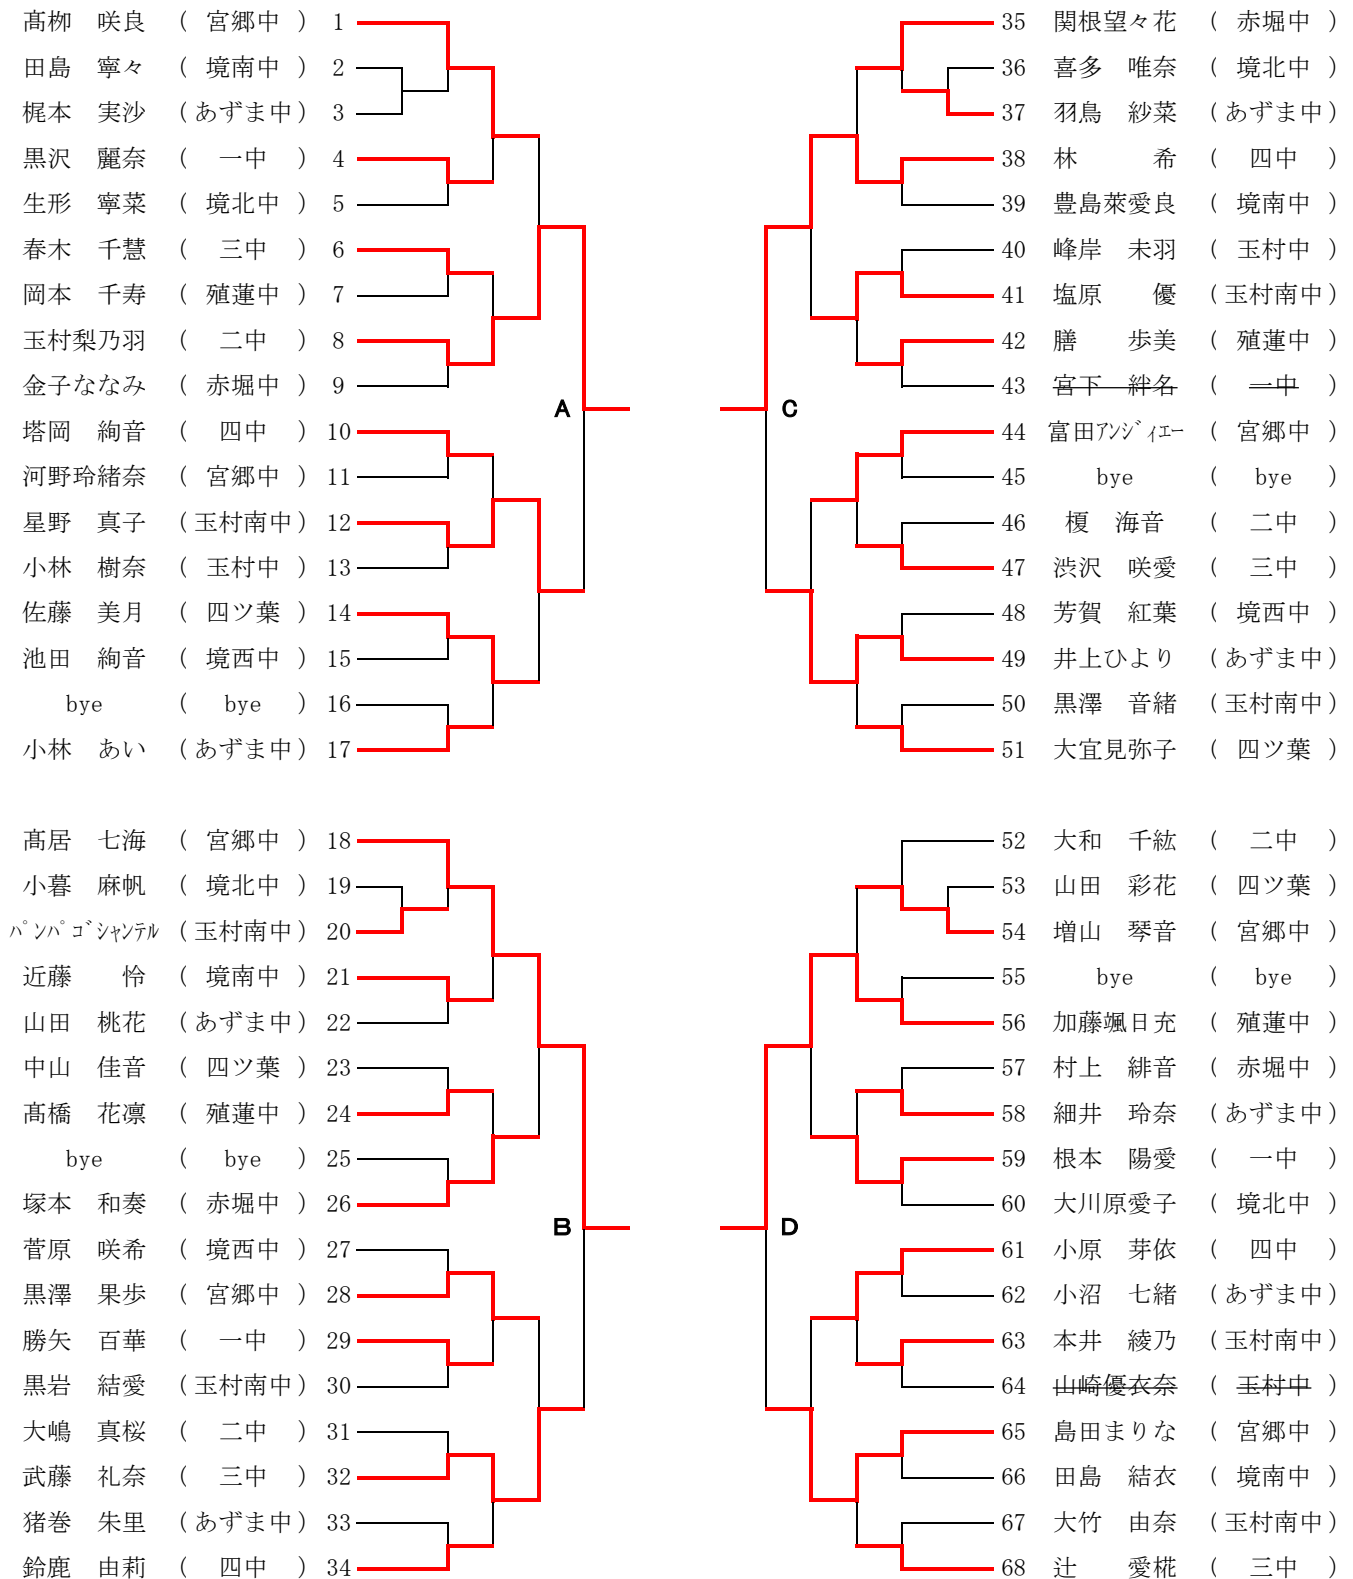 髙栁　咲良 （ 宮郷中 ） 1
田島　寧々 （ 境南中 ） 2
梶本　実沙 （あずま中） 3
黒沢　麗奈 （ 一中 ） 4
生形　寧菜 （ 境北中 ） 5
春木　千慧 （ 三中 ） 6
岡本　千寿 （ 殖蓮中 ） 7
玉村梨乃羽 （ 二中 ） 8
金子ななみ （ 赤堀中 ） 9
A
塔岡　絢音 （ 四中 ） 10
河野玲緒奈 （ 宮郷中 ） 11
星野　真子 （玉村南中） 12
小林　樹奈 （ 玉村中 ） 13
佐藤　美月 （ 四ツ葉 ） 14
池田　絢音 （ 境西中 ） 15
bye （ bye ） 16
小林　あい （あずま中） 17
髙居　七海 （ 宮郷中 ） 18
小暮　麻帆 （ 境北中 ） 19
ﾊﾟﾝﾊﾟｺﾞｼｬﾝﾃﾙ （玉村南中） 20
近藤　　怜 （ 境南中 ） 21
山田　桃花 （あずま中） 22
中山　佳音 （ 四ツ葉 ） 23
髙橋　花凛 （ 殖蓮中 ） 24
bye （ bye ） 25
塚本　和奏 （ 赤堀中 ） 26
B
菅原　咲希 （ 境西中 ） 27
黒澤　果歩 （ 宮郷中 ） 28
勝矢　百華 （ 一中 ） 29
黒岩　結愛 （玉村南中） 30
大嶋　真桜 （ 二中 ） 31
武藤　礼奈 （ 三中 ） 32
猪巻　朱里 （あずま中） 33
鈴鹿　由莉 （ 四中 ） 34
35 関根望々花 （ 赤堀中 ）
36 喜多　唯奈 （ 境北中 ）
37 羽鳥　紗菜 （あずま中）
38 林　　　希 （ 四中 ）
39 豊島萊愛良 （ 境南中 ）
40 峰岸　未羽 （ 玉村中 ）
41 塩原　　優 （玉村南中）
42 膳　　歩美 （ 殖蓮中 ）
43 宮下　絆名 （ 一中 ）
C
44 富田ｱﾝｼﾞｨｴｰ （ 宮郷中 ）
45 bye （ bye ）
46 榎　海音 （ 二中 ）
47 渋沢　咲愛 （ 三中 ）
48 芳賀　紅葉 （ 境西中 ）
49 井上ひより （あずま中）
50 黒澤　音緒 （玉村南中）
51 大宜見弥子 （ 四ツ葉 ）
52 大和　千紘 （ 二中 ）
53 山田　彩花 （ 四ツ葉 ）
54 増山　琴音 （ 宮郷中 ）
55 bye （ bye ）
56 加藤颯日充 （ 殖蓮中 ）
57 村上　緋音 （ 赤堀中 ）
58 細井　玲奈 （あずま中）
59 根本　陽愛 （ 一中 ）
60 大川原愛子 （ 境北中 ）
D
61 小原　芽依 （ 四中 ）
62 小沼　七緒 （あずま中）
63 本井　綾乃 （玉村南中）
64 山崎優衣奈 （ 玉村中 ）
65 島田まりな （ 宮郷中 ）
66 田島　結衣 （ 境南中 ）
67 大竹　由奈 （玉村南中）
68 辻　　愛椛 （ 三中 ）